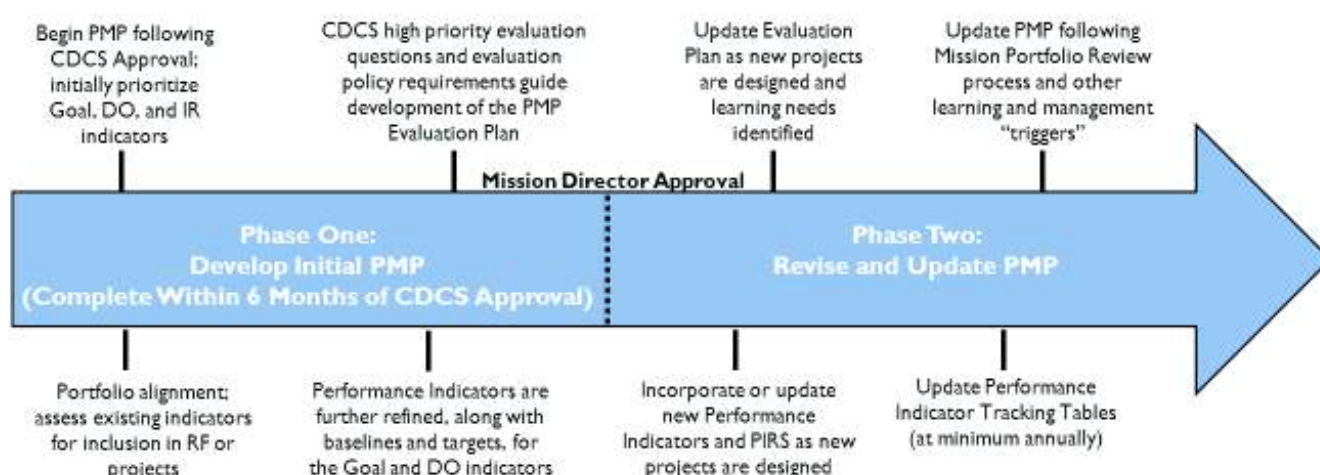 Begin PMP following
CDCS Approval;
initially prioritize
Goal, DO, and IR
indicators
CDCS high priority evaluation
questions and evaluation
policy requirements guide
development of the PMP
Evaluation Plan
Update Evaluation
Plan as new projects
are designed and
learning needs
identified
Update PMP following
Mission Portfolio Review
process and other
learning and management
“triggers”
Mission Director Approval
Phase One:
Develop Initial PMP
(Complete Within 6 Months of CDCS Approval)
Phase Two:
Revise and Update PMP
Portfolio alignment;
assess existing indicators
for inclusion in RF or
projects
Performance Indicators are
further refined, along with
baselines and targets, for
the Goal and DO indicators
Incorporate or update
new Performance
Indicators and PIRS as new
projects are designed
Update Performance
Indicator Tracking Tables
(at minimum annually)